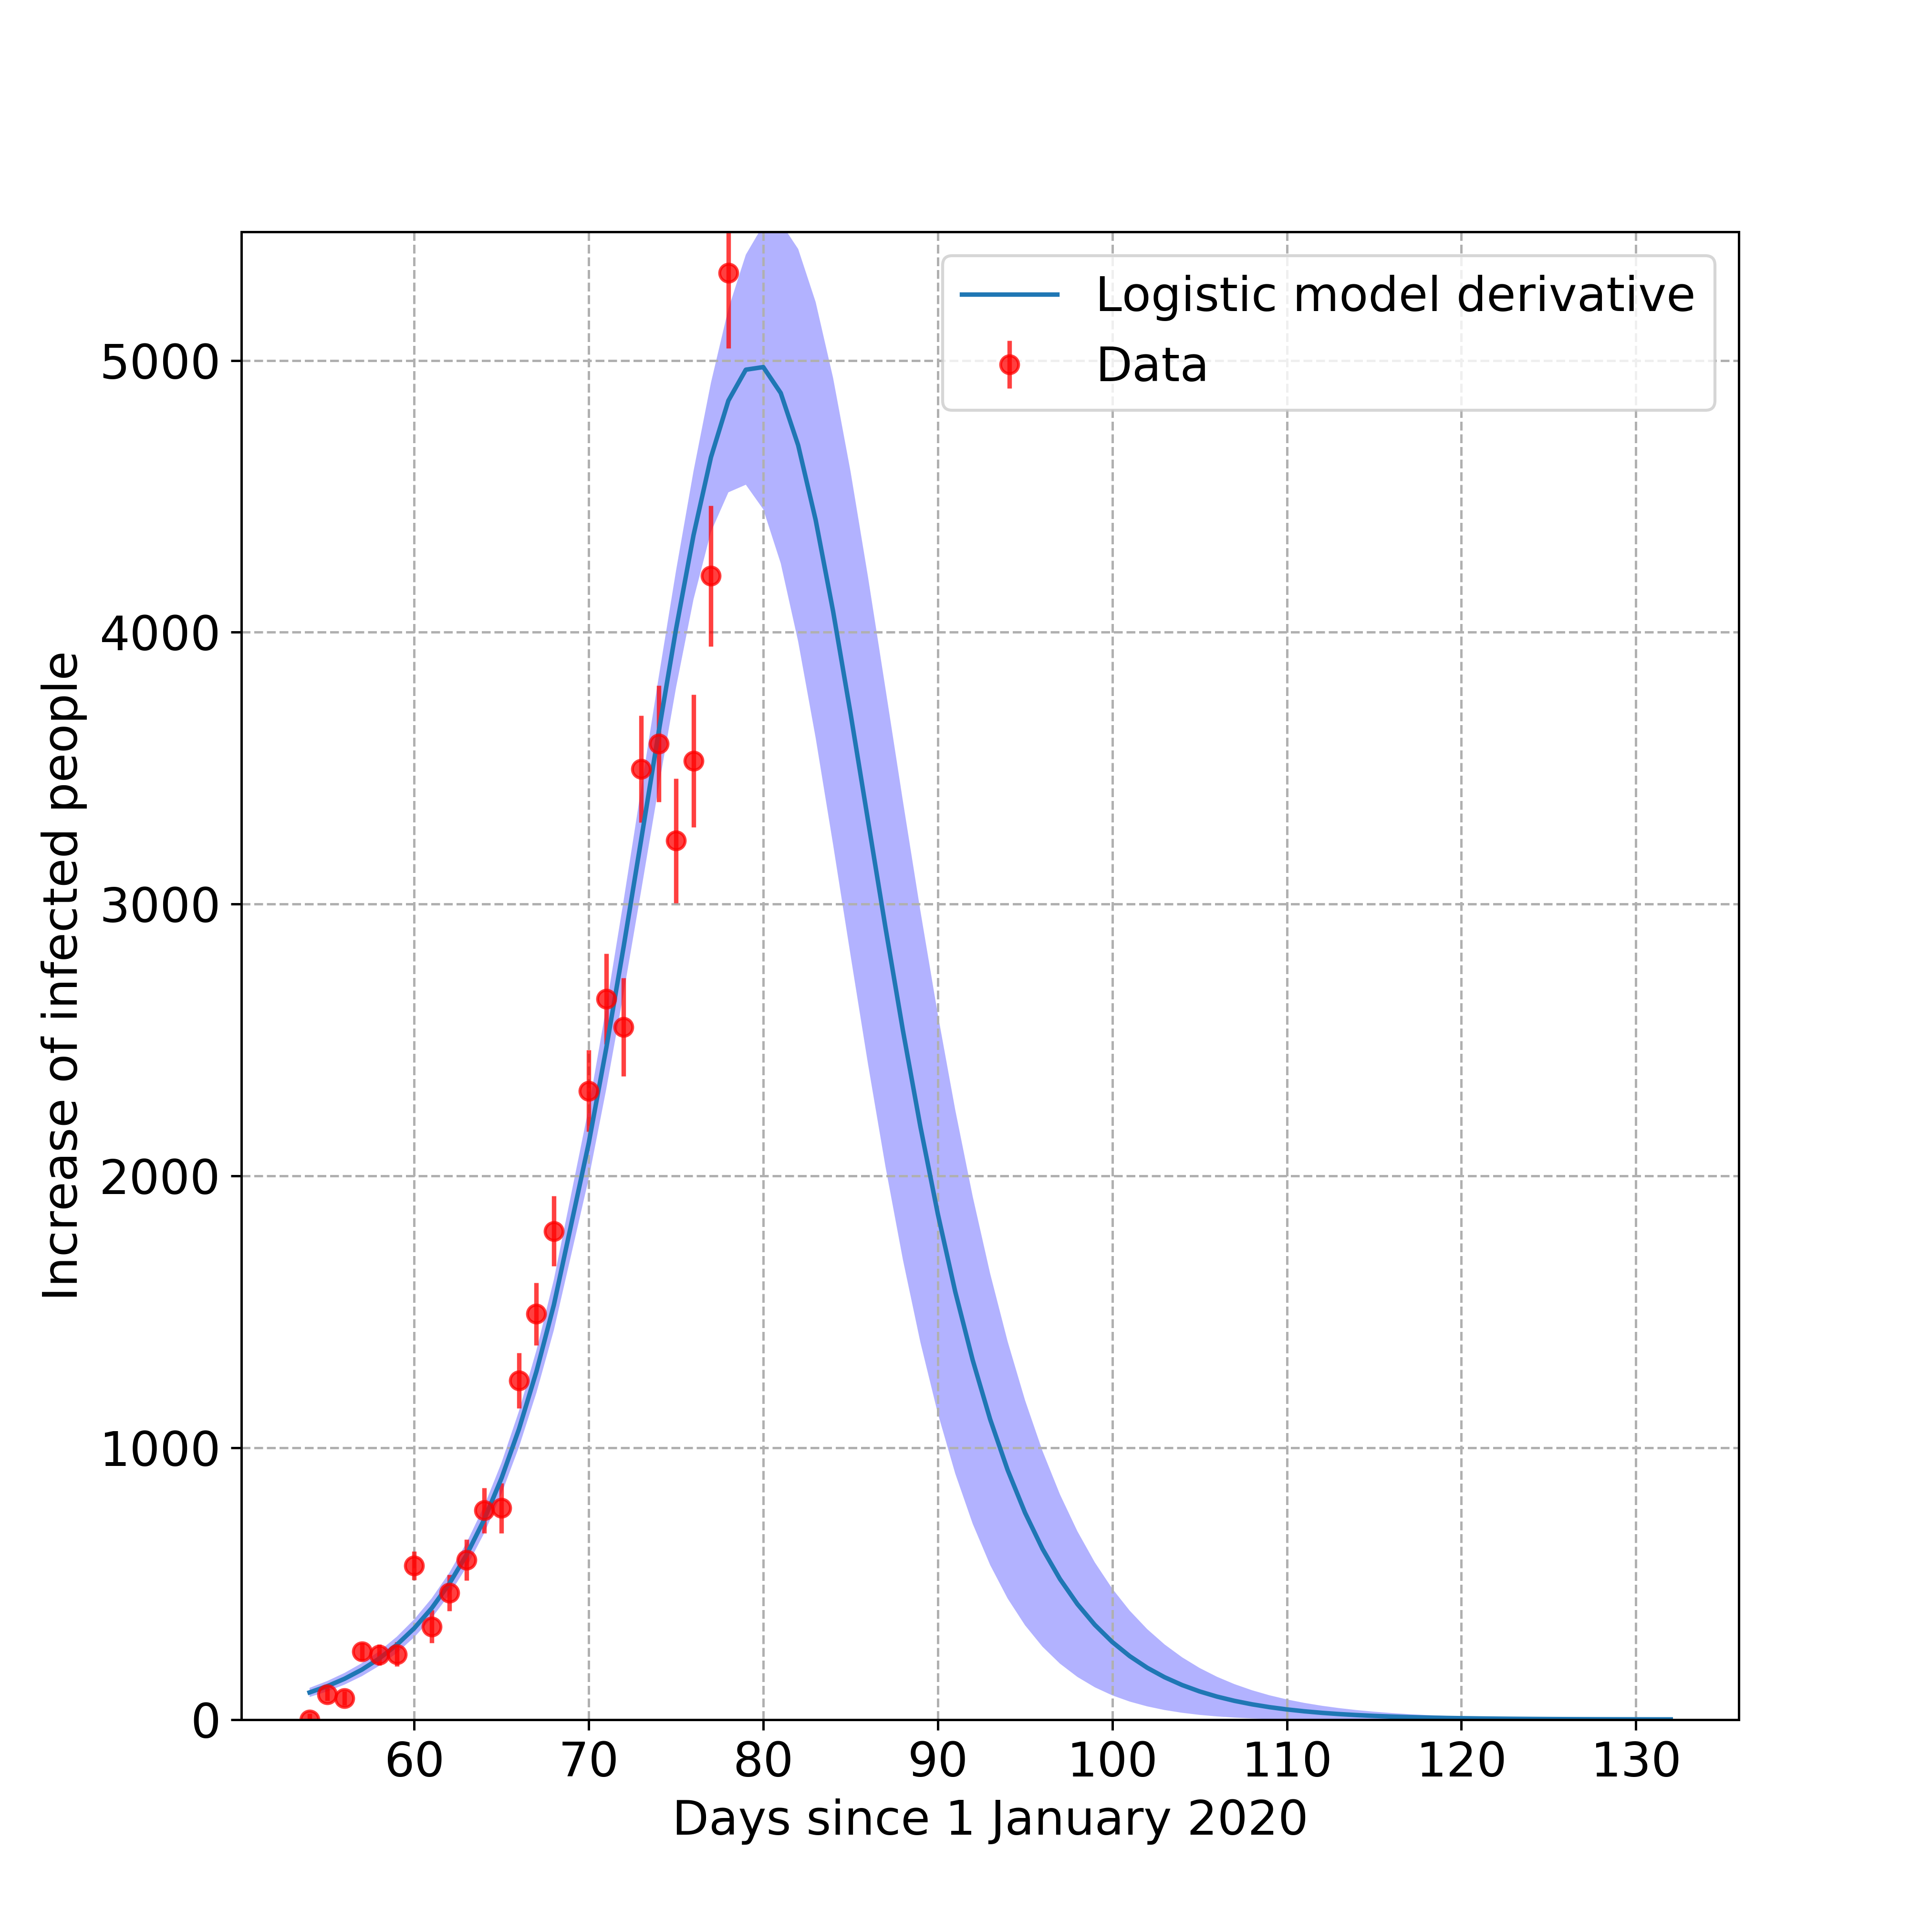 Logistic model derivative
Data
5000
4000
3000
2000
1000
0
Increase of infected people
60 70 80 90 100 110 120 130
Days since 1 January 2020